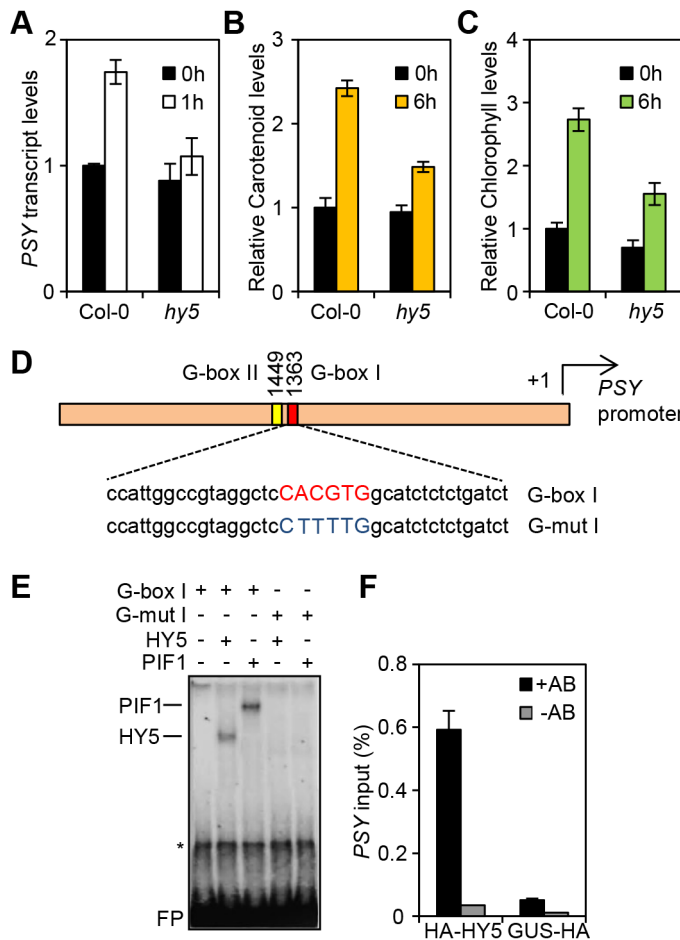 A
PSY transcript levels
2
1
0
0h
1h
Col-0 hy5
B
Relative Carotenoid levels
3
2
1
0
0h
6h
Col-0 hy5
C
Relative Chlorophyll levels
4
3
2
1
0
0h
6h
Col-0 hy5
D
G-box II 1449 1363 G-box I
+1
PSY
promoter
ccattggccgtaggctcCACGTGgcatctctctgatct G-box I
ccattggccgtaggctcCTTTTGgcatctctctgatct G-mut I
E
G-box I + + + - -
G-mut I - - - + +
HY5 - + - + -
PIF1 - - + - +
PIF1
HY5
*
FP
F
PSY input (%)
0.8
0.6
0.4
0.2
0
+AB
-AB
HA-HY5 GUS-HA